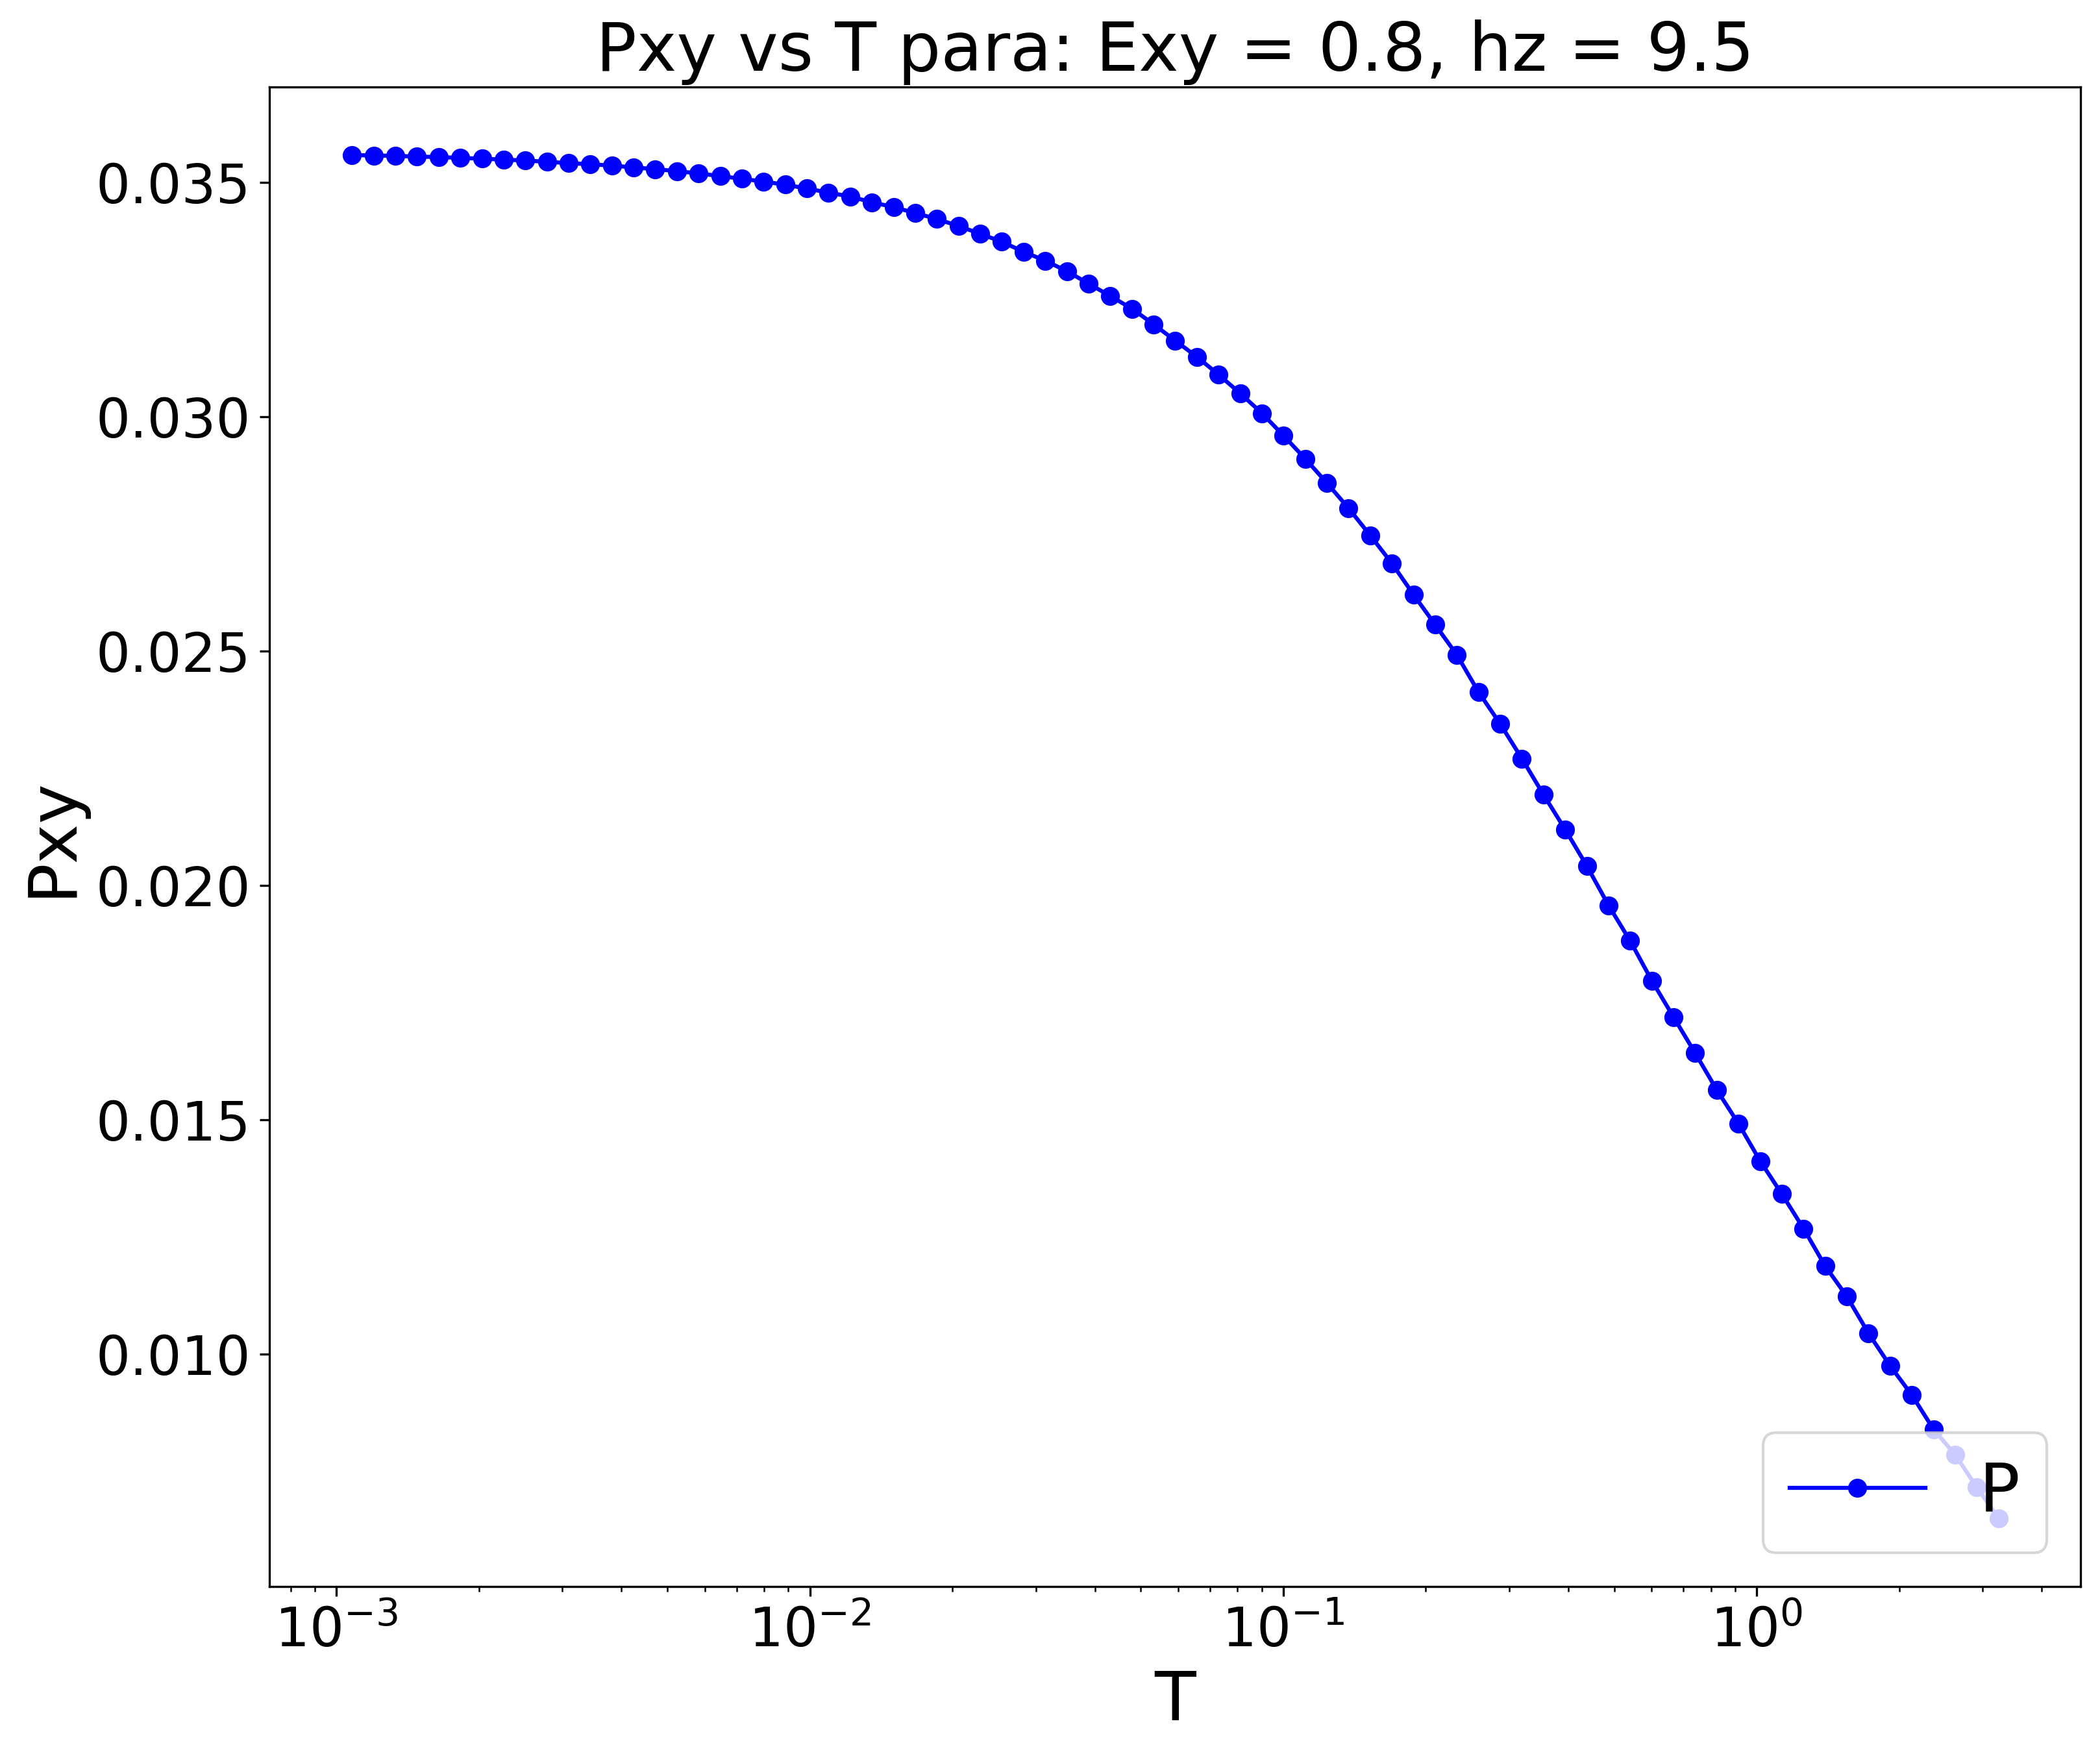 Pxy vs T para: Exy = 0.8, hz = 9.5
Pxy
0.035
0.030
0.025
0.020
0.015
0.010
P
10⁻³ 10⁻² 10⁻¹ 10⁰
T